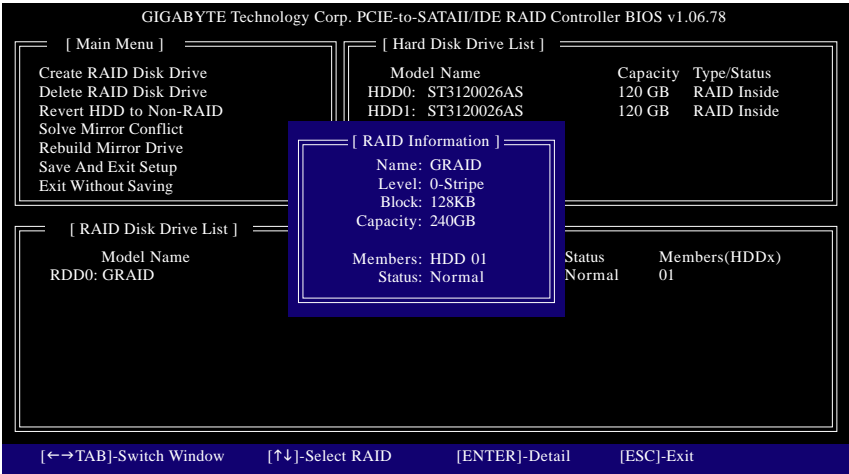 GIGABYTE Technology Corp. PCIE-to-SATAII/IDE RAID Controller BIOS v1.06.78
[ Main Menu ]
Create RAID Disk Drive
Delete RAID Disk Drive
Revert HDD to Non-RAID
Solve Mirror Conflict
Rebuild Mirror Drive
Save And Exit Setup
Exit Without Saving
[ Hard Disk Drive List ]
Model Name Capacity Type/Status
HDD0: ST3120026AS 120 GB RAID Inside
HDD1: ST3120026AS 120 GB RAID Inside
[ RAID Information ]
Name: GRAID
Level: 0-Stripe
Block: 128KB
Capacity: 240GB
Members: HDD 01
Status: Normal
[ RAID Disk Drive List ]
Model Name Status Members(HDDx)
RDD0: GRAID Normal 01
[←→TAB]-Switch Window [↑↓]-Select RAID [ENTER]-Detail [ESC]-Exit